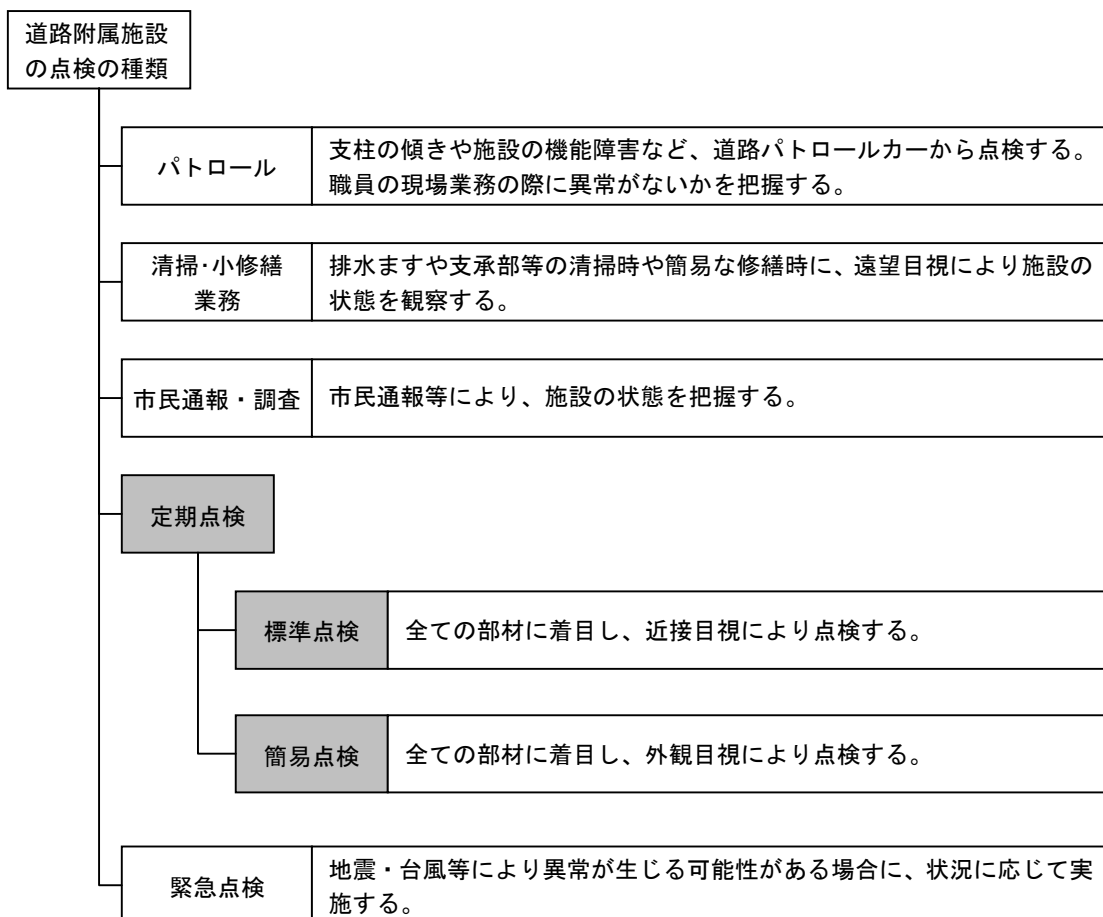 道路附属施設
の点検の種類
パトロール
支柱の傾きや施設の機能障害など、道路パトロールカーから点検する。
職員の現場業務の際に異常がないかを把握する。
清掃・小修繕
業務
排水ますや支承部等の清掃時や簡易な修繕時に、遠望目視により施設の
状態を観察する。
市民通報・調査
市民通報等により、施設の状態を把握する。
定期点検
標準点検
全ての部材に着目し、近接目視により点検する。
簡易点検
全ての部材に着目し、外観目視により点検する。
緊急点検
地震・台風等により異常が生じる可能性がある場合に、状況に応じて実
施する。